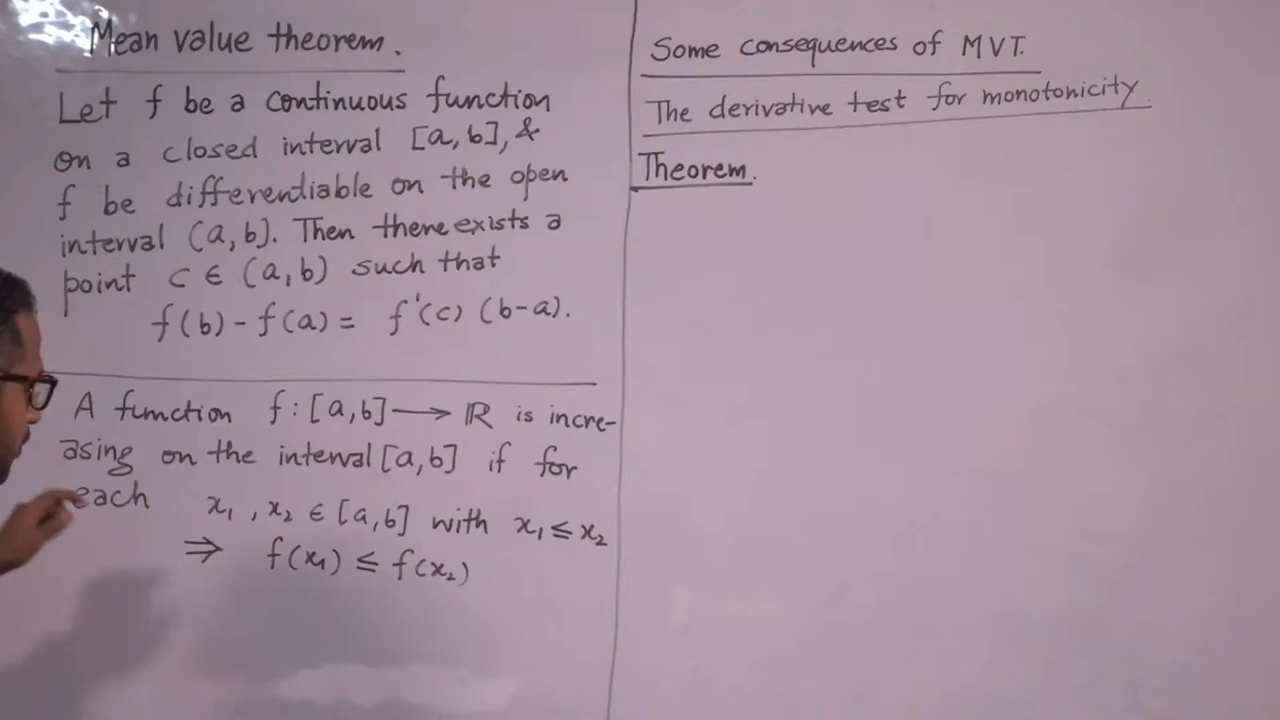 Mean value theorem.
Let f be a continuous function
on a closed interval [a, b], &
f be differentiable on the open
interval (a, b). Then there exists a
point c ∈ (a, b) such that
f(b) - f(a) = f'(c) (b-a).
A function f : [a, b] ⟶ ℝ is incre-
asing on the interval [a, b] if for
each x₁, x₂ ∈ [a, b] with x₁ ≤ x₂
⇒ f(x₁) ≤ f(x₂)
Some consequences of MVT.
The derivative test for monotonicity.
Theorem.